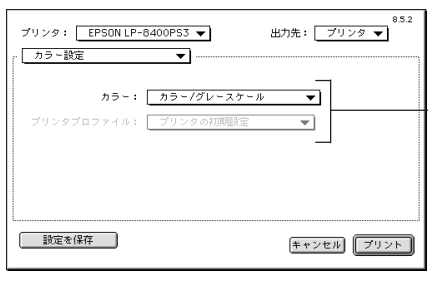 8.5.2
プリンタ： EPSON LP-8400PS3 出力先： プリンタ
カラー設定
カラー： カラー/グレースケール
プリンタプロファイル： プリンタの初期設定
設定を保存 キャンセル プリント